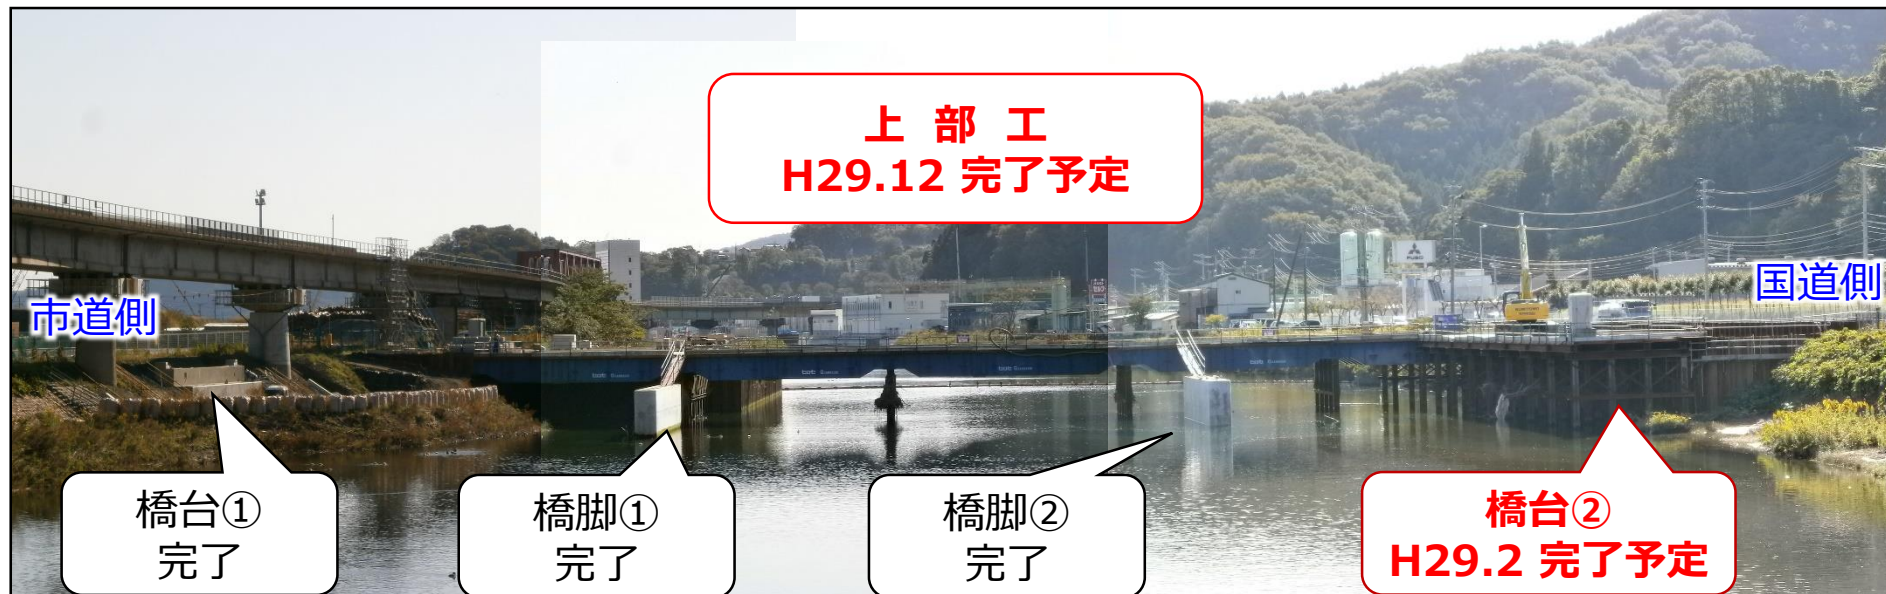 上 部 工
H29.12 完了予定
市道側
国道側
橋台①
完了
橋脚①
完了
橋脚②
完了
橋台②
H29.2 完了予定